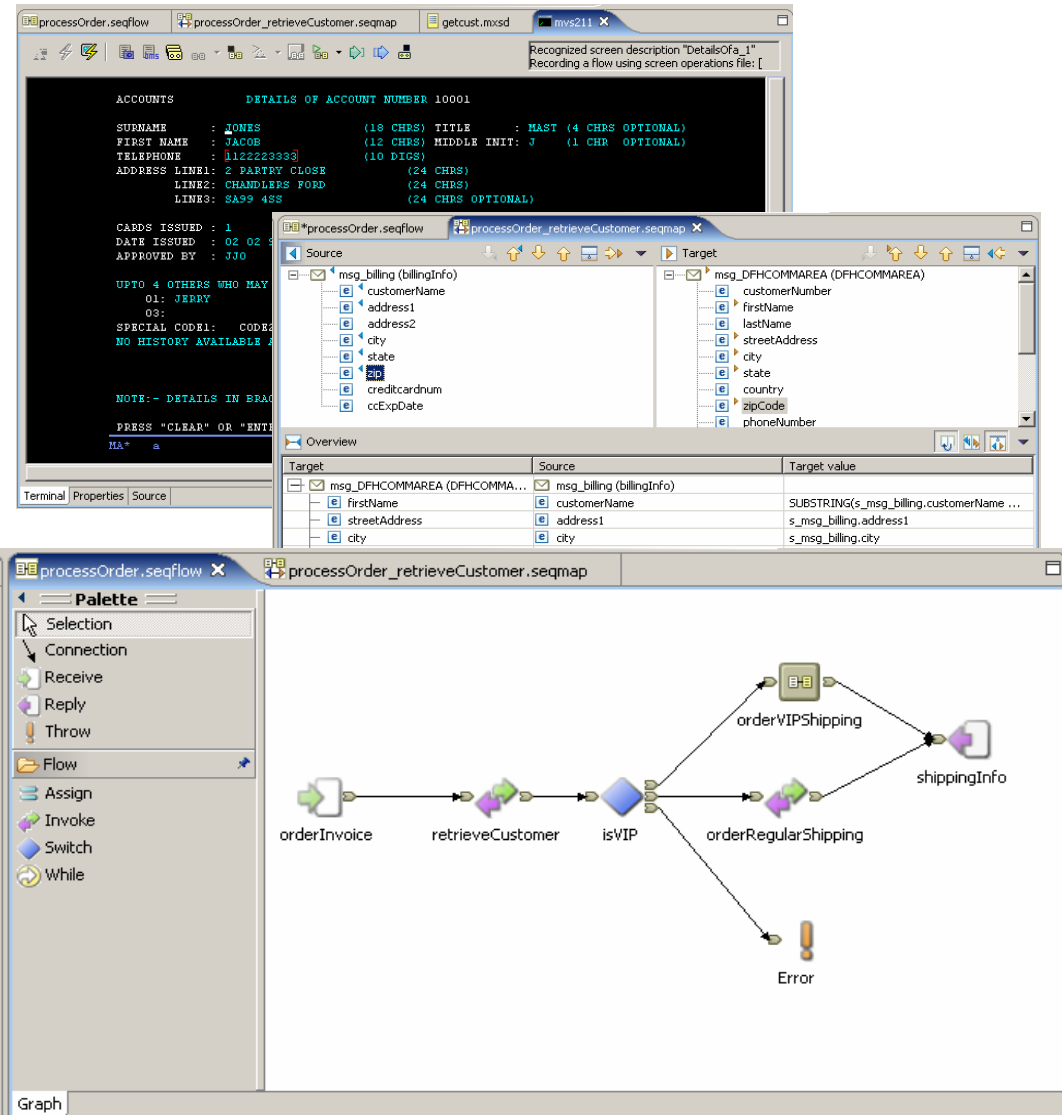 processOrder.seqflow processOrder_retrieveCustomer.seqmap getcust.mxsd mvs211
Recognized screen description "DetailsOfa_1"
Recording a flow using screen operations file: [
ACCOUNTS DETAILS OF ACCOUNT NUMBER 10001
SURNAME : JONES (18 CHRS) TITLE : MAST (4 CHRS OPTIONAL)
FIRST NAME : JACOB (12 CHRS) MIDDLE INIT: J (1 CHR OPTIONAL)
TELEPHONE : 1122223333 (10 DIGS)
ADDRESS LINE1: 2 PARTRY CLOSE (24 CHRS)
LINE2: CHANDLERS FORD (24 CHRS)
LINE3: SA99 4SS (24 CHRS OPTIONAL)
CARDS ISSUED : 1
DATE ISSUED : 02 02
APPROVED BY : JJO
UPTO 4 OTHERS WHO MAY
01: JERRY
03:
SPECIAL CODE1: CODE2
NO HISTORY AVAILABLE
NOTE:- DETAILS IN
PRESS "CLEAR" OR
MA* a
Terminal Properties Source
*processOrder.seqflow processOrder_retrieveCustomer.seqmap
Source Target
msg_billing (billingInfo) msg_DFHCOMMAREA (DFHCOMMAREA)
customerName customerNumber
address1 firstName
address2 lastName
city streetAddress
state city
zip state
creditcardnum country
ccExpDate zipCode
phoneNumber
Overview
Target Source Target value
msg_DFHCOMMAREA (DFHCOMMA... msg_billing (billingInfo)
firstName customerName SUBSTRING(s_msg_billing.customerName ...
streetAddress address1 s_msg_billing.address1
city city s_msg_billing.city
processOrder.seqflow processOrder_retrieveCustomer.seqmap
Palette
Selection
Connection
Receive
Reply
Throw
Flow
Assign
Invoke
Switch
While
orderVIPShipping
shippingInfo
orderInvoice retrieveCustomer isVIP orderRegularShipping
Error
Graph